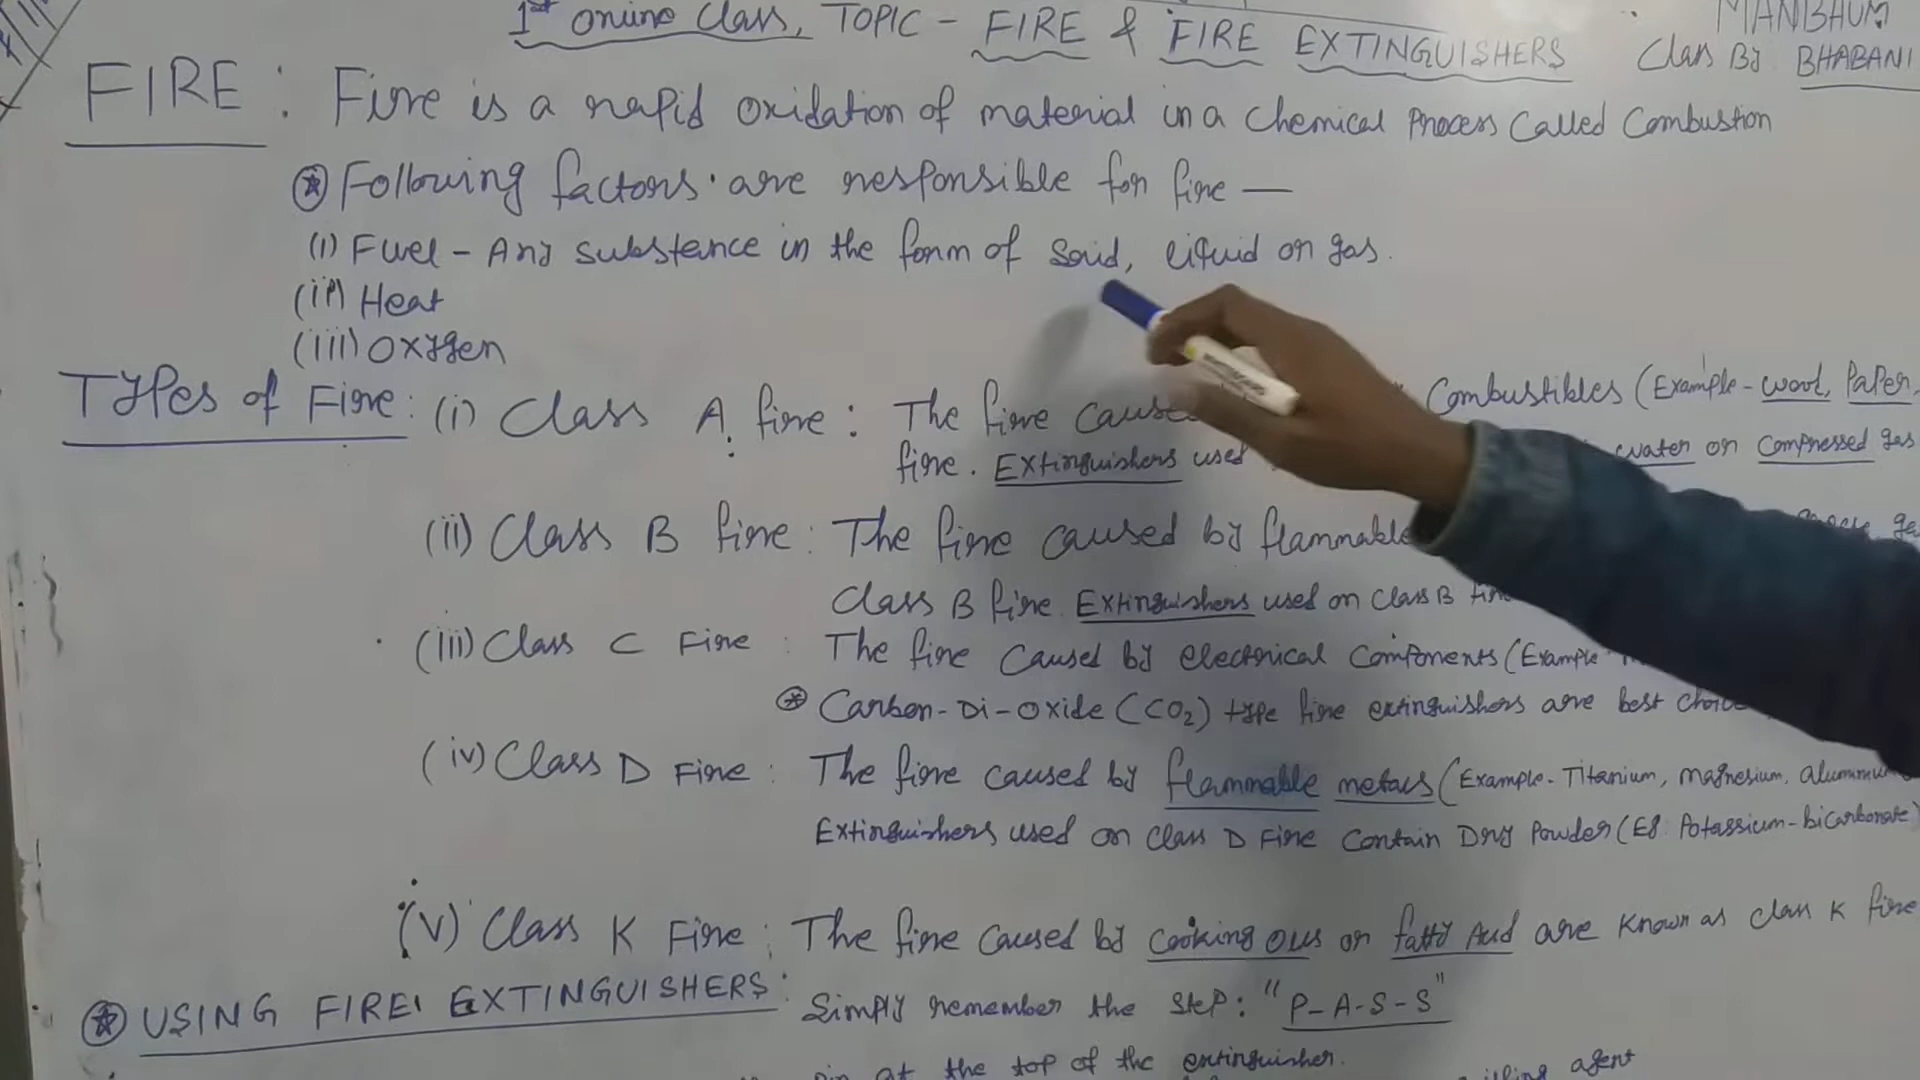 1st Online Class, TOPIC - FIRE & FIRE EXTINGUISHERS
MANBHUM
Class By BHABANI
FIRE : Fire is a rapid oxidation of material in a chemical process called Combustion
Following factors are responsible for fire —
(i) Fuel - Any substance in the form of solid, liquid or gas.
(ii) Heat
(iii) Oxygen
Types of Fire: (i) Class A fire : The fire Combustibles (Example - wood, Paper,
fire. Extinguishers used water or compressed gas
(ii) Class B fire : The fire caused by flammable
Class B fire. Extinguishers used on class B
(iii) Class C Fire : The fire caused by electrical components (Example
Carbon-Di-oxide (CO2) type fire extinguishers are best
(iv) Class D Fire : The fire caused by flammable metals (Example - Titanium, magnesium,
Extinguishers used on class D Fire contain Dry Powder (Eg: Potassium-bicarbonate)
(v) Class K Fire : The fire caused by cooking oils or fatty Acid are known as class K fire
USING FIRE EXTINGUISHERS : Simply remember the step: "P-A-S-S"
at the top of the extinguisher. agent